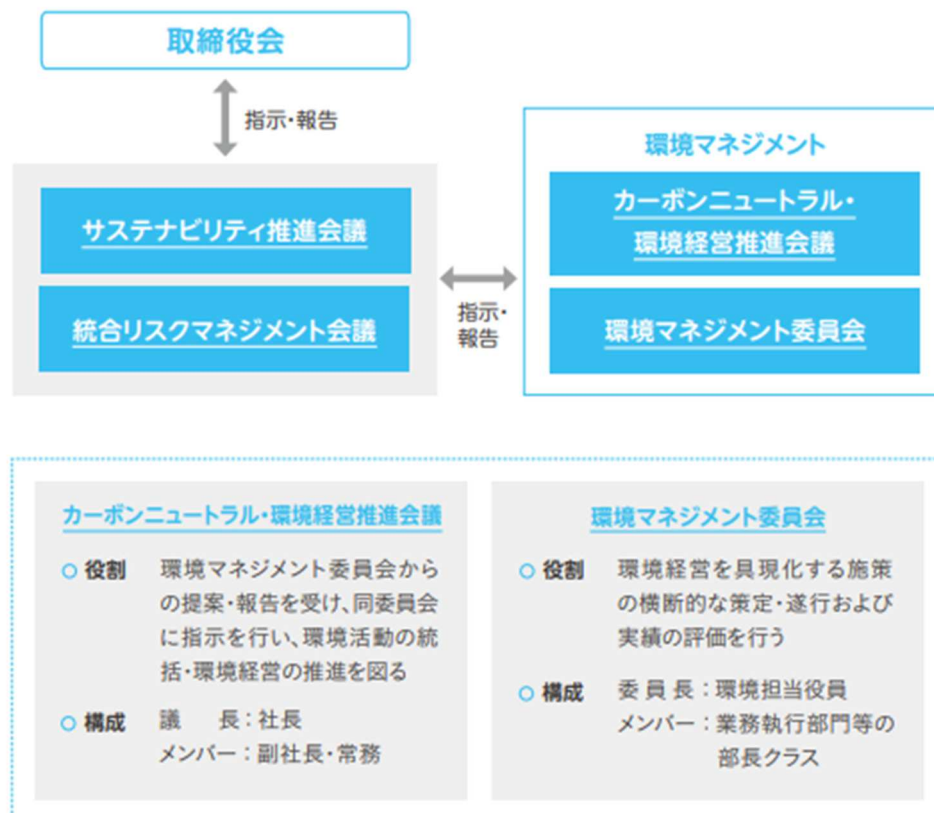 取締役会
指示・報告
サステナビリティ推進会議
統合リスクマネジメント会議
指示・
報告
環境マネジメント
カーボンニュートラル・
環境経営推進会議
環境マネジメント委員会
カーボンニュートラル・環境経営推進会議
役割 環境マネジメント委員会から
の提案・報告を受け、同委員会
に指示を行い、環境活動の統
括・環境経営の推進を図る
構成 議 長：社長
メンバー：副社長・常務
環境マネジメント委員会
役割 環境経営を具現化する施策
の横断的な策定・遂行および
実績の評価を行う
構成 委員長：環境担当役員
メンバー：業務執行部門等の
部長クラス